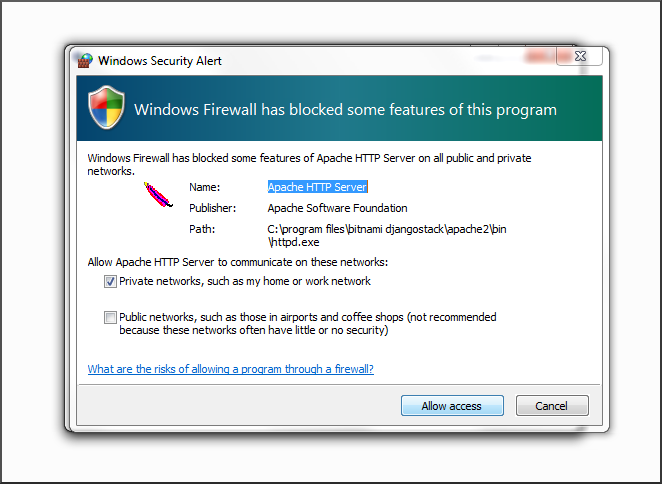 Windows Security Alert
Windows Firewall has blocked some features of this program
Windows Firewall has blocked some features of Apache HTTP Server on all public and private
networks.
Name: Apache HTTP Server
Publisher: Apache Software Foundation
Path: C:\program files\bitnami djangostack\apache2\bin
\httpd.exe
Allow Apache HTTP Server to communicate on these networks:
Private networks, such as my home or work network
Public networks, such as those in airports and coffee shops (not recommended
because these networks often have little or no security)
What are the risks of allowing a program through a firewall?
Allow access Cancel